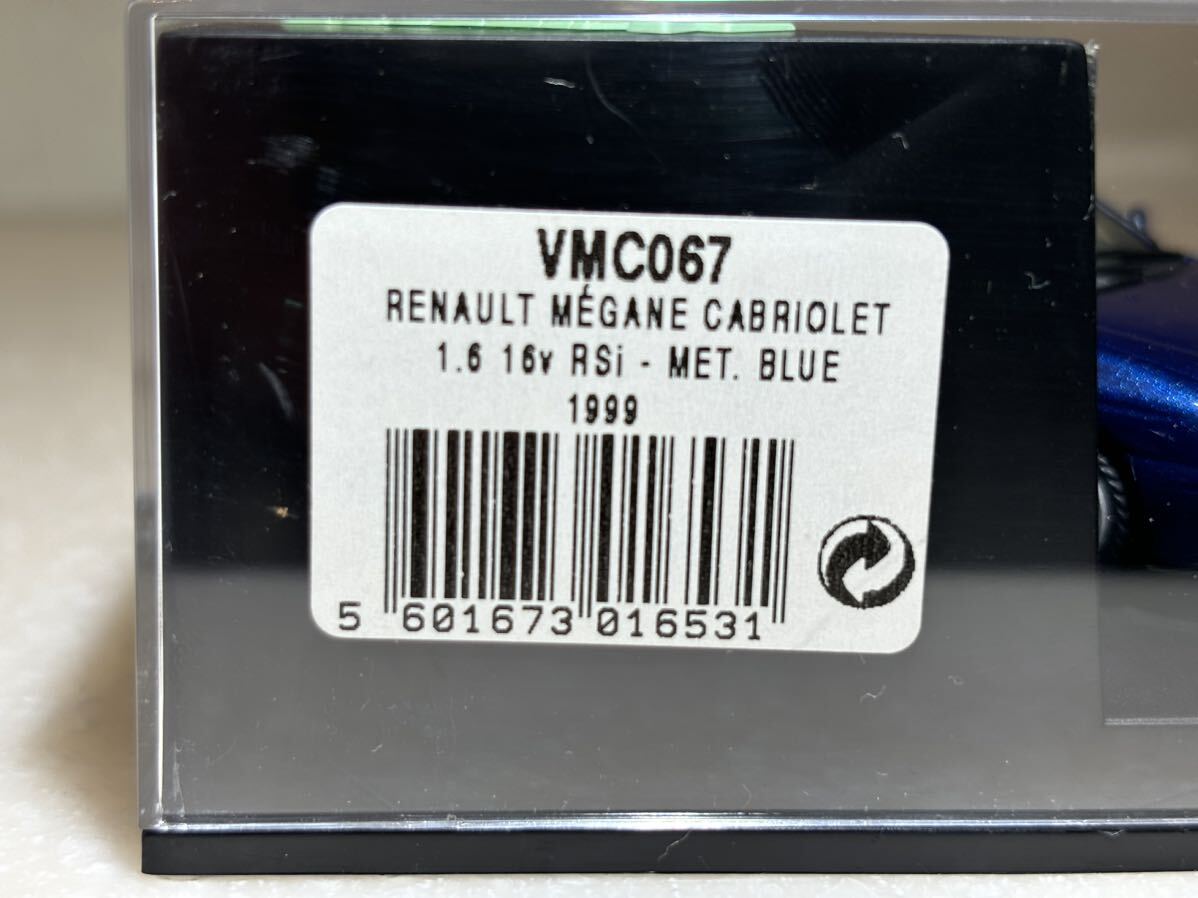 VMC067
RENAULT MÉGANE CABRIOLET
1.6 16v RSi - MET. BLUE
1999
5 601673 016531